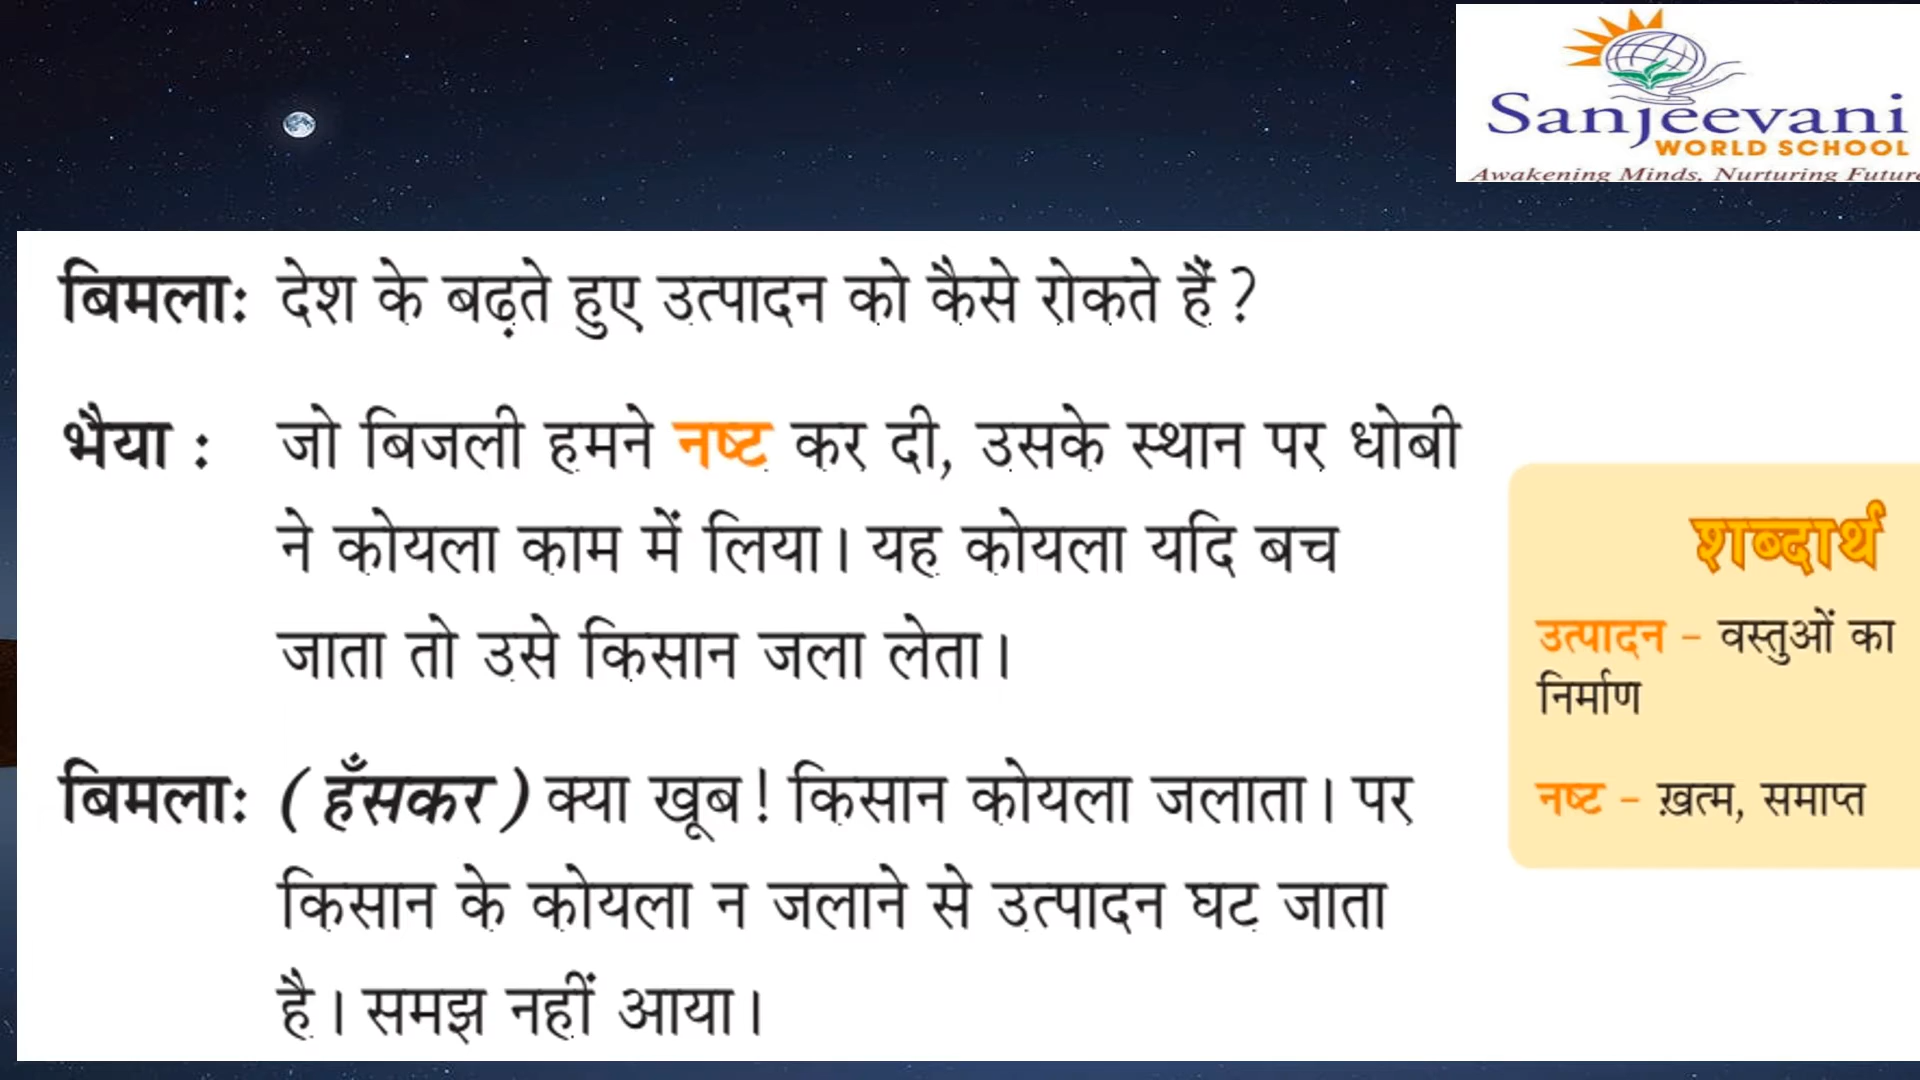 Sanjeevani
WORLD SCHOOL
Awakening Minds, Nurturing Future
बिमलाः देश के बढ़ते हुए उत्पादन को कैसे रोकते हैं ?
भैया : जो बिजली हमने नष्ट कर दी, उसके स्थान पर धोबी
ने कोयला काम में लिया। यह कोयला यदि बच
जाता तो उसे किसान जला लेता।
बिमलाः ( हँसकर ) क्या खूब! किसान कोयला जलाता। पर
किसान के कोयला न जलाने से उत्पादन घट जाता
है। समझ नहीं आया।
शब्दार्थ
उत्पादन - वस्तुओं का
निर्माण
नष्ट - ख़त्म, समाप्त